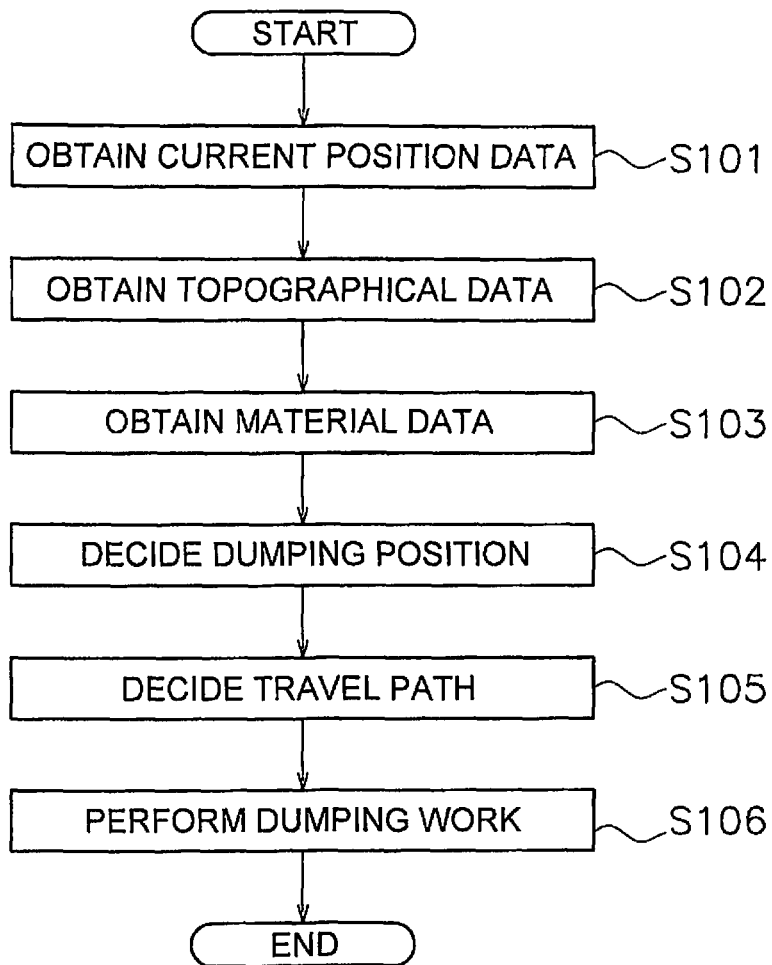 START
OBTAIN CURRENT POSITION DATA S101
OBTAIN TOPOGRAPHICAL DATA S102
OBTAIN MATERIAL DATA S103
DECIDE DUMPING POSITION S104
DECIDE TRAVEL PATH S105
PERFORM DUMPING WORK S106
END